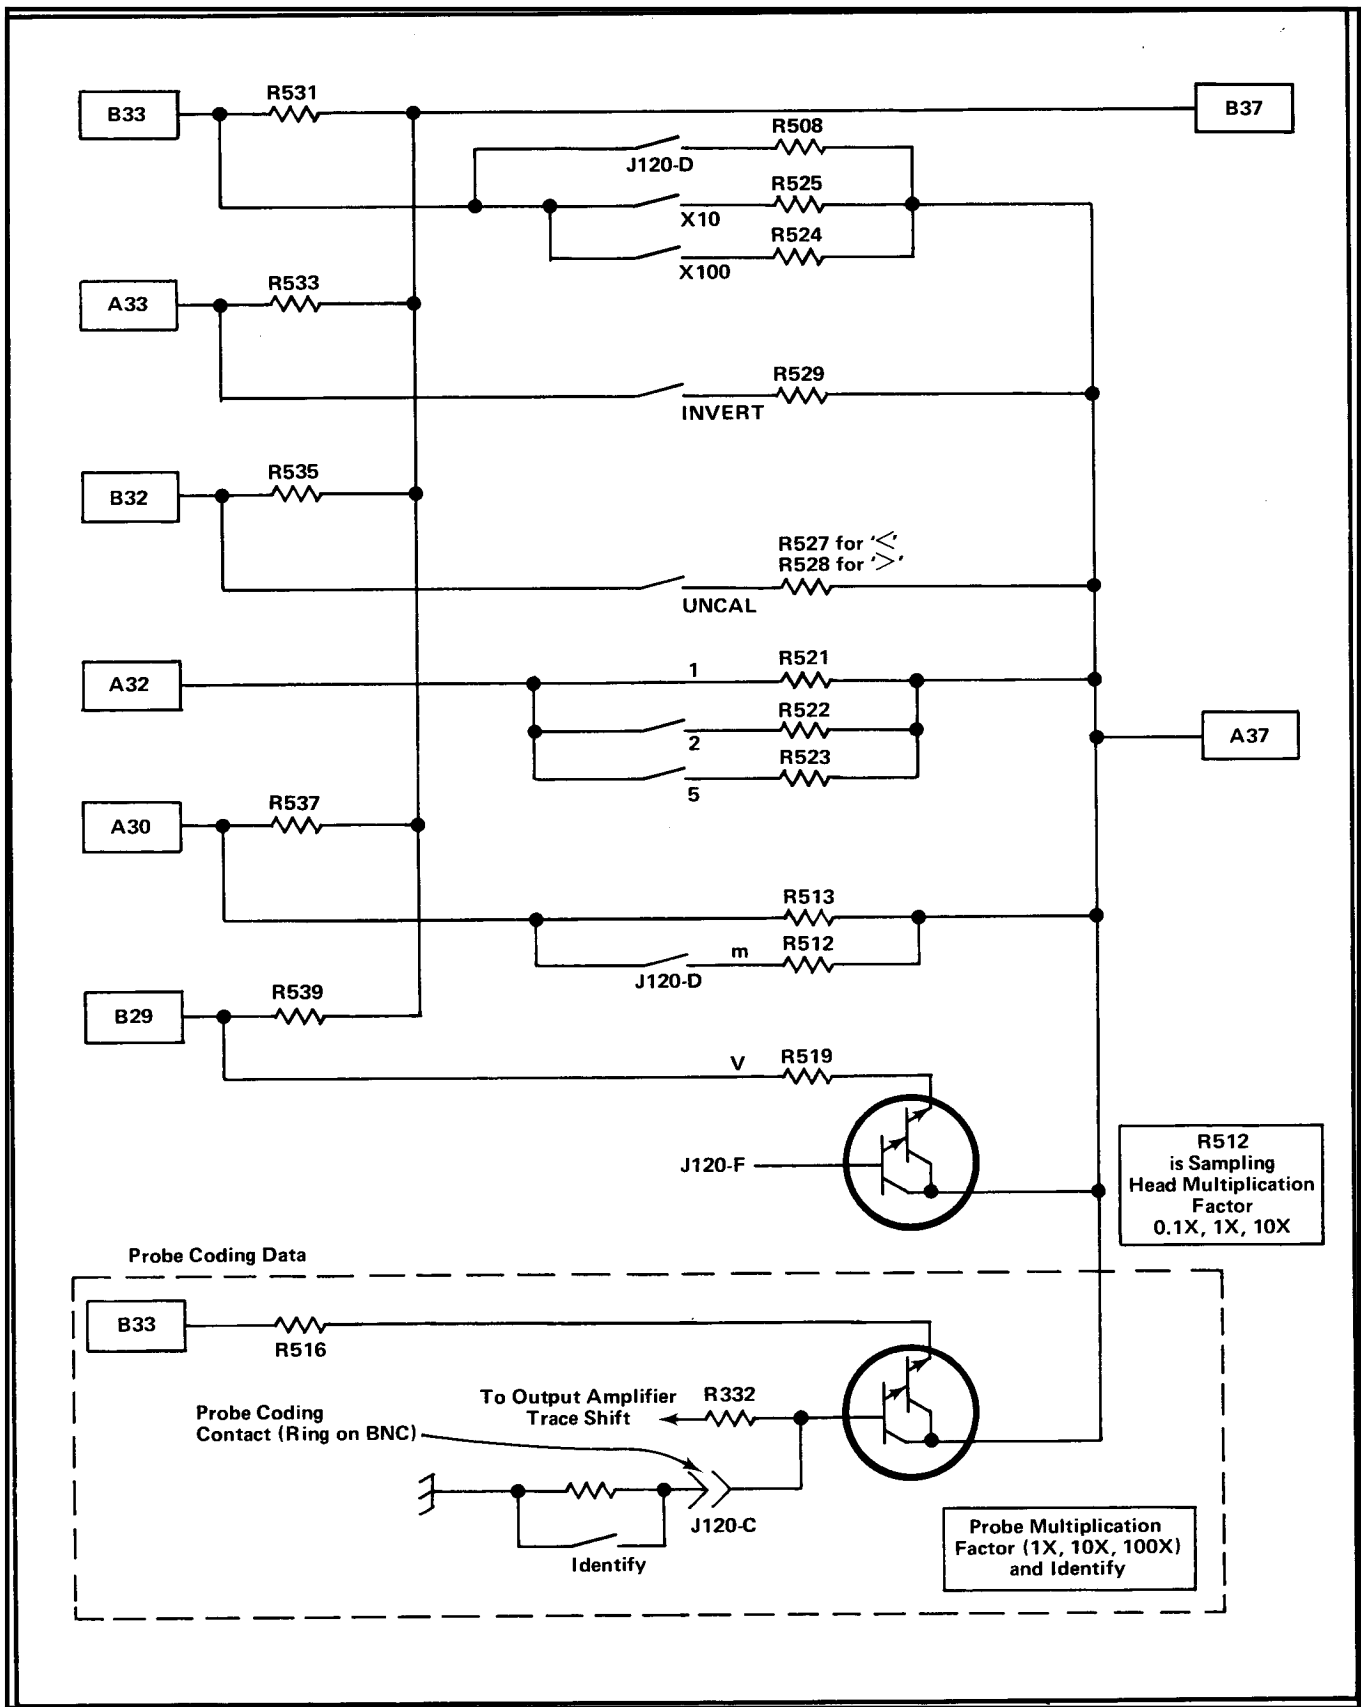 R531
B33
B37
R508
J120-D
R525
X10
R524
X100
R533
A33
R529
INVERT
R535
B32
R527 for '<'
R528 for '>'
UNCAL
R521
A32
1
R522
2
A37
R523
5
R537
A30
R513
m
R512
J120-D
R539
B29
V
R519
J120-F
R512
is Sampling
Head Multiplication
Factor
0.1X, 1X, 10X
Probe Coding Data
B33
R516
To Output Amplifier
Trace Shift
R332
Probe Coding
Contact (Ring on BNC)
J120-C
Identify
Probe Multiplication
Factor (1X, 10X, 100X)
and Identify